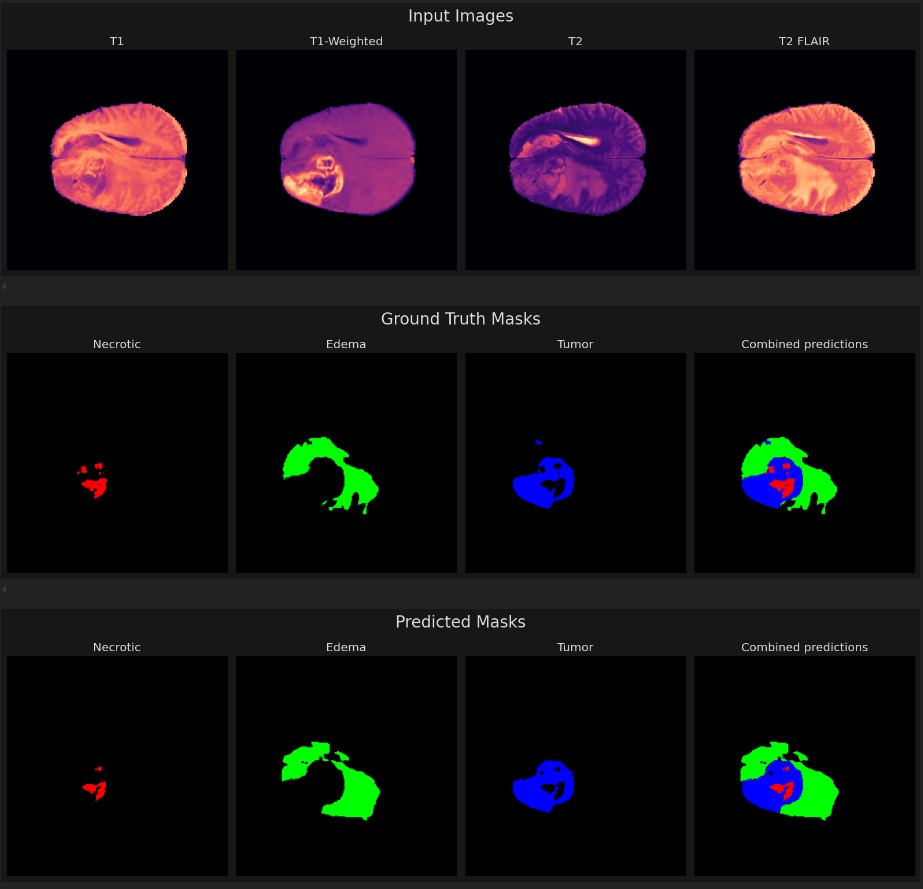 Input Images
T1
T1-Weighted
T2
T2 FLAIR
Ground Truth Masks
Necrotic
Edema
Tumor
Combined predictions
Predicted Masks
Necrotic
Edema
Tumor
Combined predictions